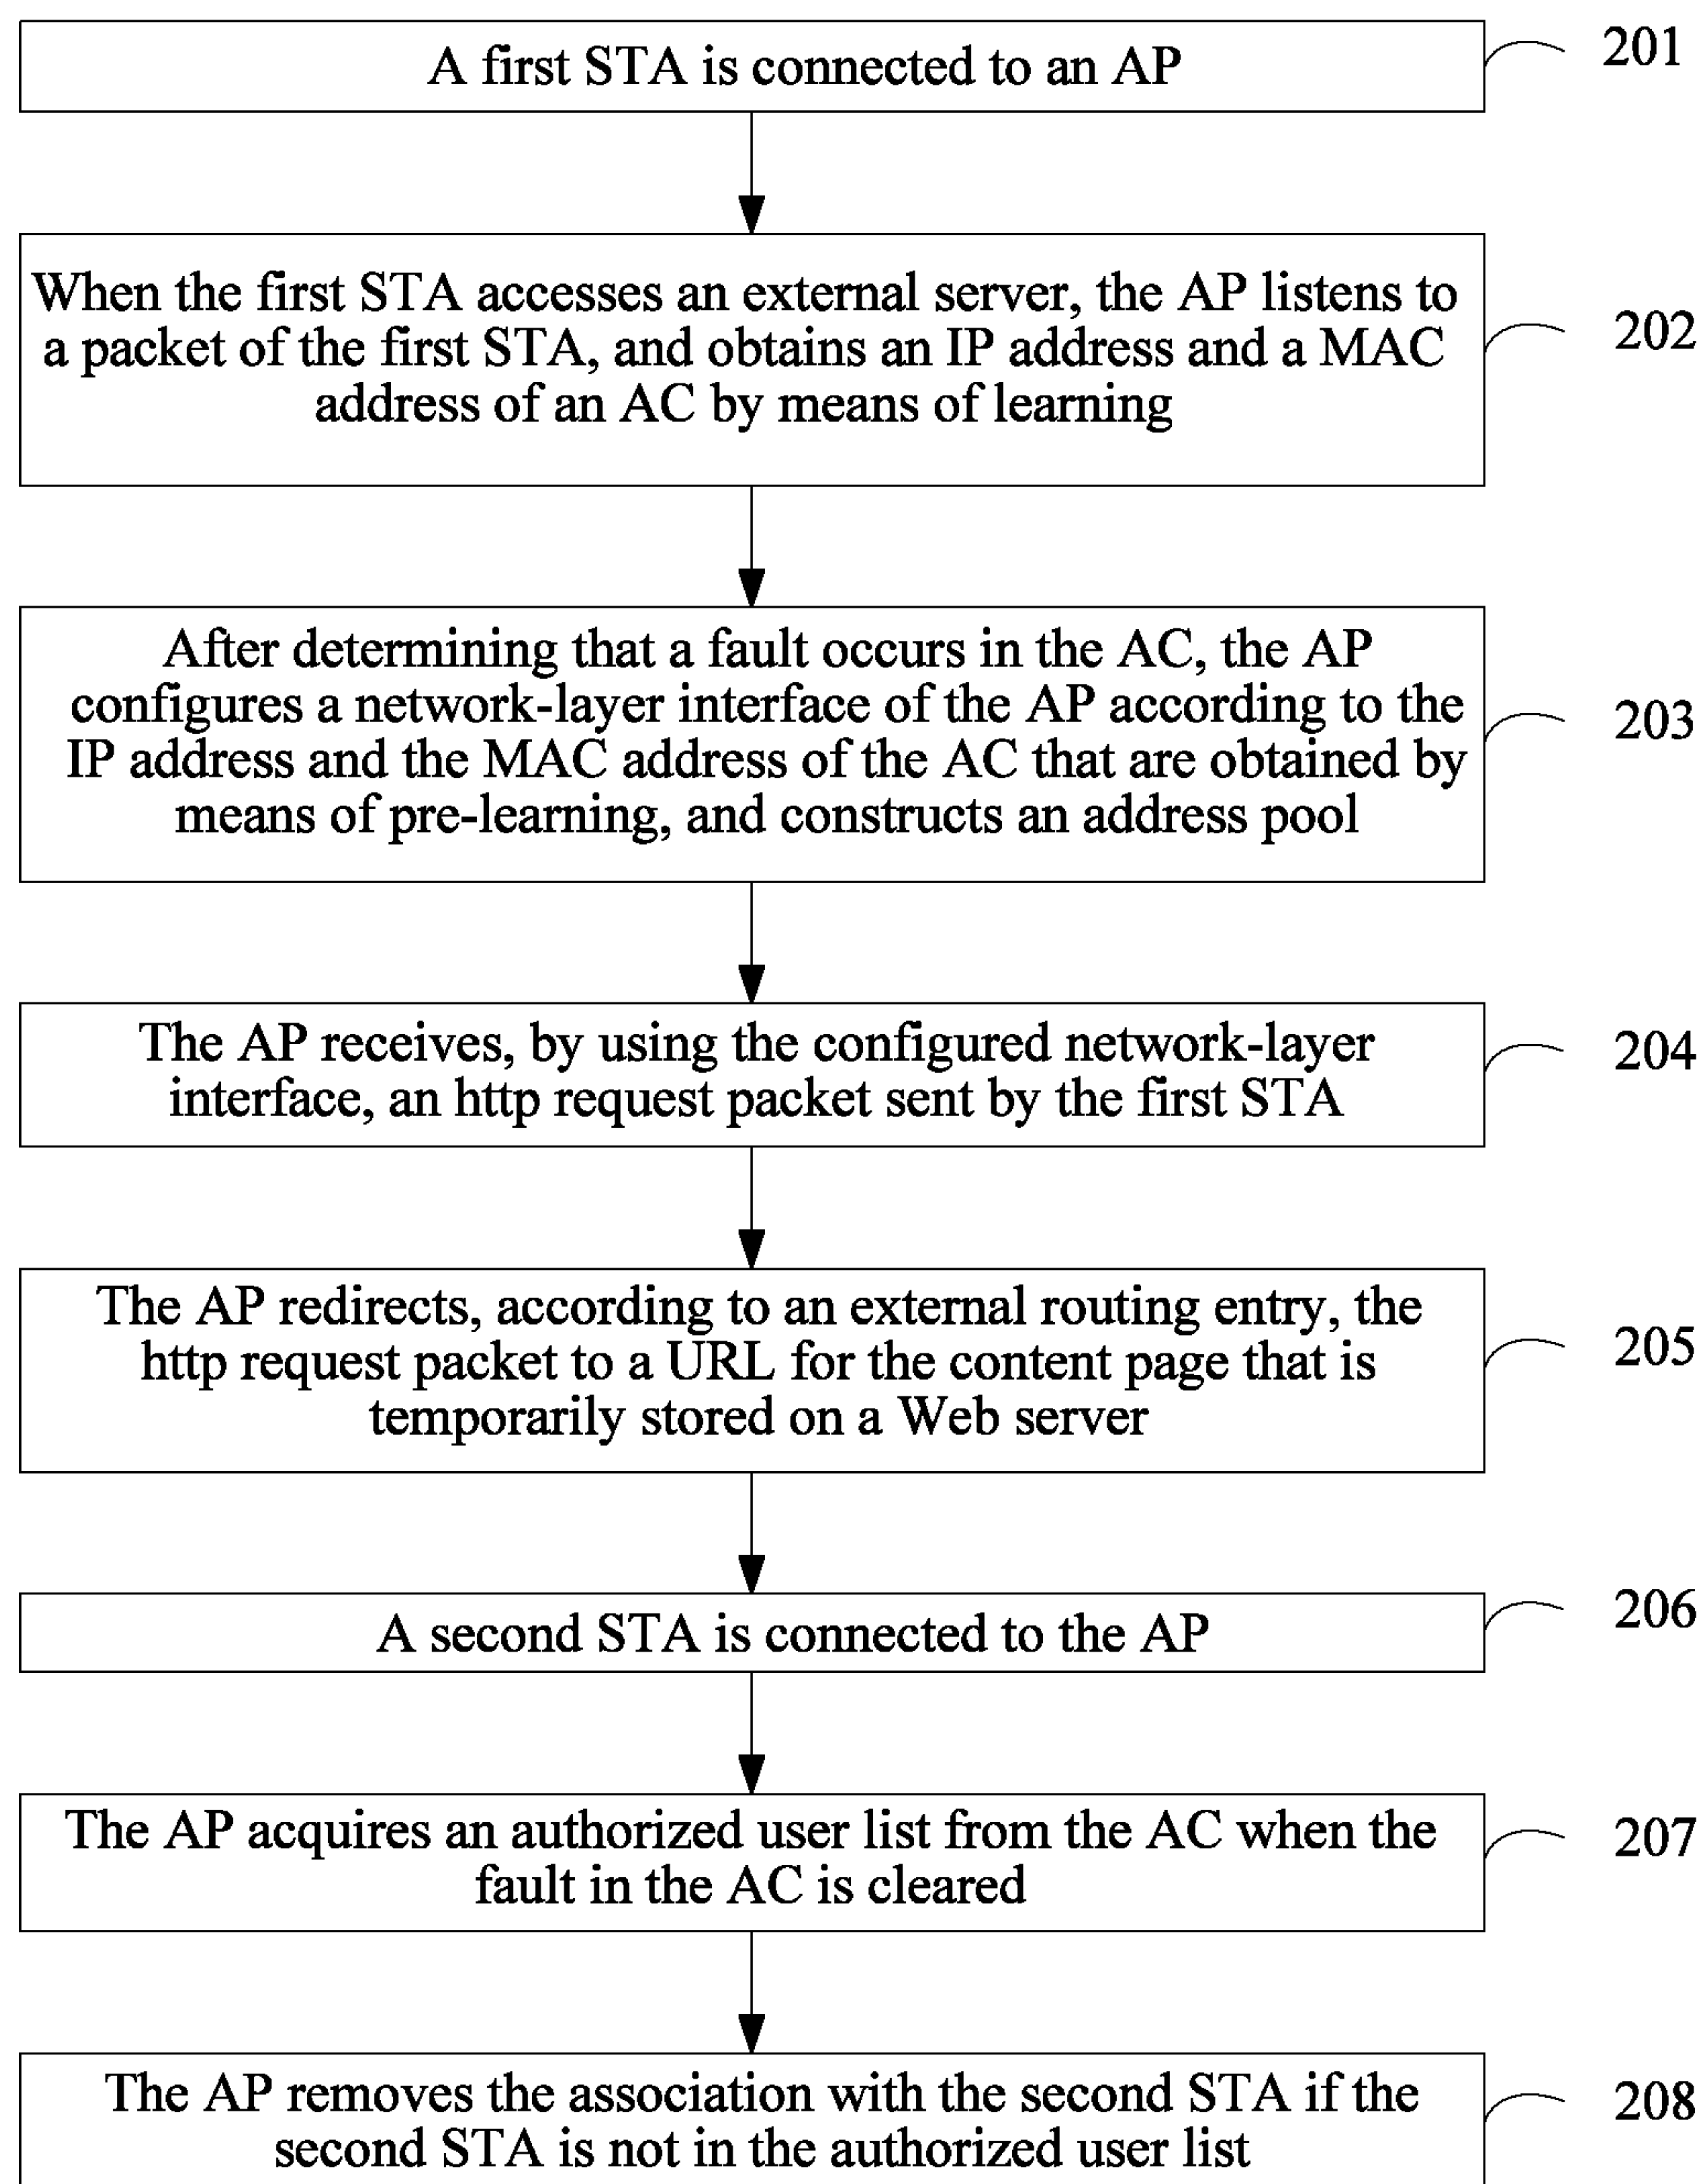 A first STA is connected to an AP
201
When the first STA accesses an external server, the AP listens to
a packet of the first STA, and obtains an IP address and a MAC
address of an AC by means of learning
202
After determining that a fault occurs in the AC, the AP
configures a network-layer interface of the AP according to the
IP address and the MAC address of the AC that are obtained by
means of pre-learning, and constructs an address pool
203
The AP receives, by using the configured network-layer
interface, an http request packet sent by the first STA
204
The AP redirects, according to an external routing entry, the
http request packet to a URL for the content page that is
temporarily stored on a Web server
205
A second STA is connected to the AP
206
The AP acquires an authorized user list from the AC when the
fault in the AC is cleared
207
The AP removes the association with the second STA if the
second STA is not in the authorized user list
208